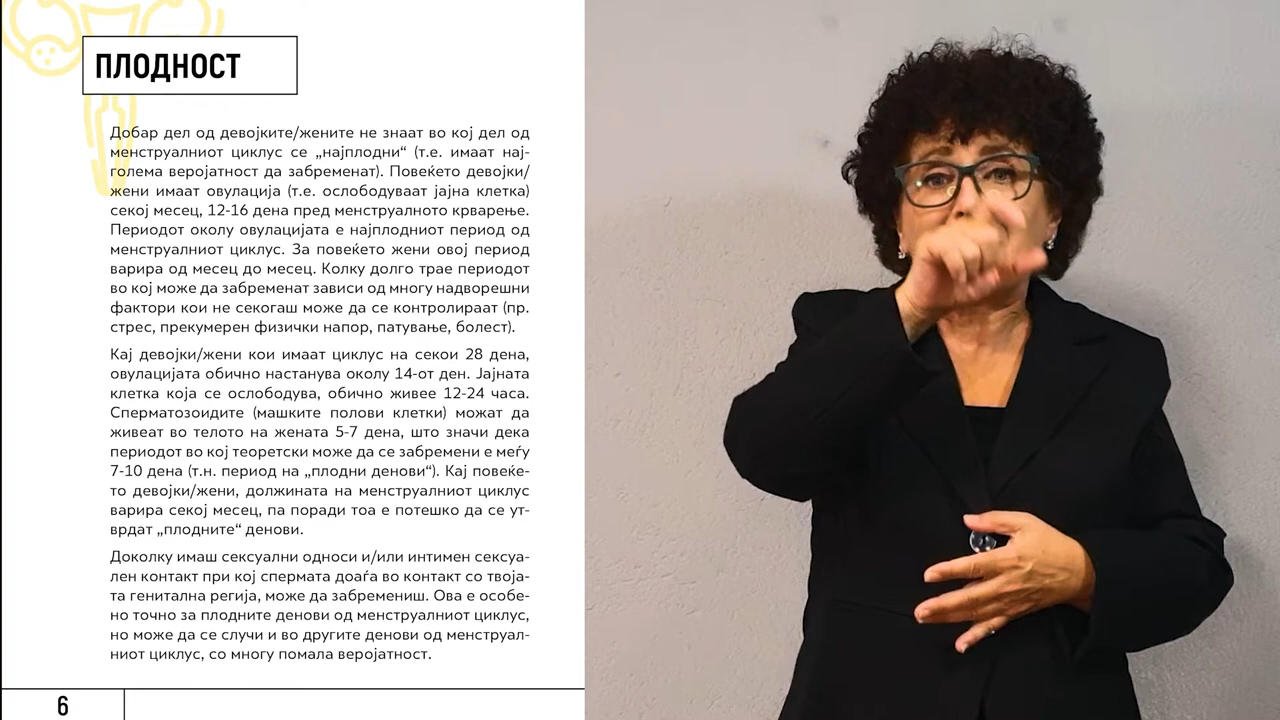 ПЛОДНОСТ
Добар дел од девојките/жените не знаат во кој дел од
менструалниот циклус се „најплодни“ (т.е. имаат нај-
голема веројатност да забременат). Повеќето девојки/
жени имаат овулација (т.е. ослободуваат јајна клетка)
секој месец, 12-16 дена пред менструалното крварење.
Периодот околу овулацијата е најплодниот период од
менструалниот циклус. За повеќето жени овој период
варира од месец до месец. Колку долго трае периодот
во кој може да забременат зависи од многу надворешни
фактори кои не секогаш може да се контролираат (пр.
стрес, прекумерен физички напор, патување, болест).
Кај девојки/жени кои имаат циклус на секои 28 дена,
овулацијата обично настанува околу 14-от ден. Јајната
клетка која се ослободува, обично живее 12-24 часа.
Сперматозоидите (машките полови клетки) можат да
живеат во телото на жената 5-7 дена, што значи дека
периодот во кој теоретски може да се забремени е меѓу
7-10 дена (т.н. период на „плодни денови“). Кај повеќе-
то девојки/жени, должината на менструалниот циклус
варира секој месец, па поради тоа е потешко да се ут-
врдат „плодните“ денови.
Доколку имаш сексуални односи и/или интимен сексуа-
лен контакт при кој спермата доаѓа во контакт со твоја-
та генитална регија, може да забремениш. Ова е особе-
но точно за плодните денови од менструалниот циклус,
но може да се случи и во другите денови од менструал-
ниот циклус, со многу помала веројатност.
6